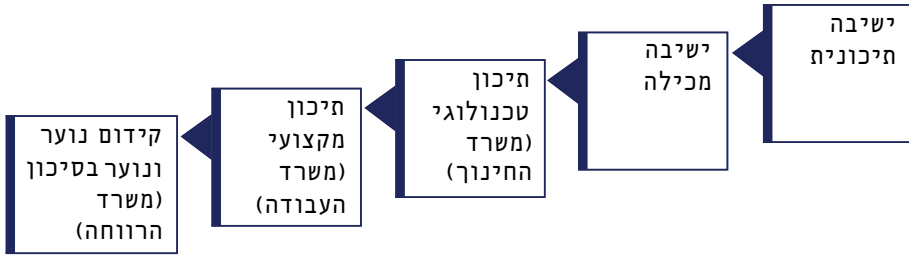 ישיבה
תיכונית
ישיבה
מכילה
תיכון
טכנולוגי
(משרד
החינוך)
תיכון
מקצועי
(משרד
העבודה)
קידום נוער
ונוער בסיכון
(משרד
הרווחה)